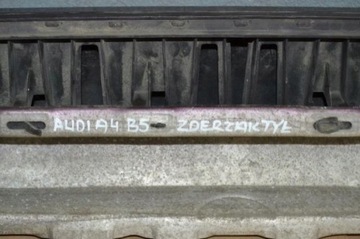 AUDI A4 B5 - ZDERZAK TYŁ